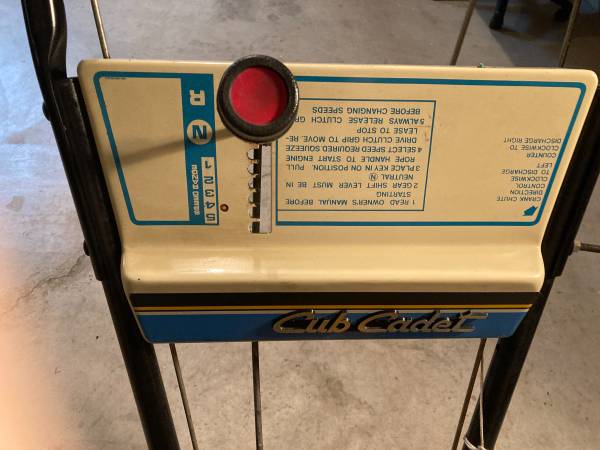 CRANK CHUTE
DIRECTION
CONTROL
CLOCKWISE
TO DISCHARGE
LEFT
COUNTER
CLOCKWISE TO
DISCHARGE RIGHT
1 READ OWNER'S MANUAL BEFORE
STARTING
2 GEAR SHIFT LEVER MUST BE IN
NEUTRAL N
3 PLACE KEY ON POSITION. PULL
ROPE HANDLE TO START ENGINE
4 SELECT SPEED REQUIRED SQUEEZE
DRIVE CLUTCH GRIP TO MOVE. RE-
LEASE TO STOP
5 ALWAYS RELEASE CLUTCH GR
BEFORE CHANGING SPEEDS
5
4
3
2
1
N
R
Cub Cadet